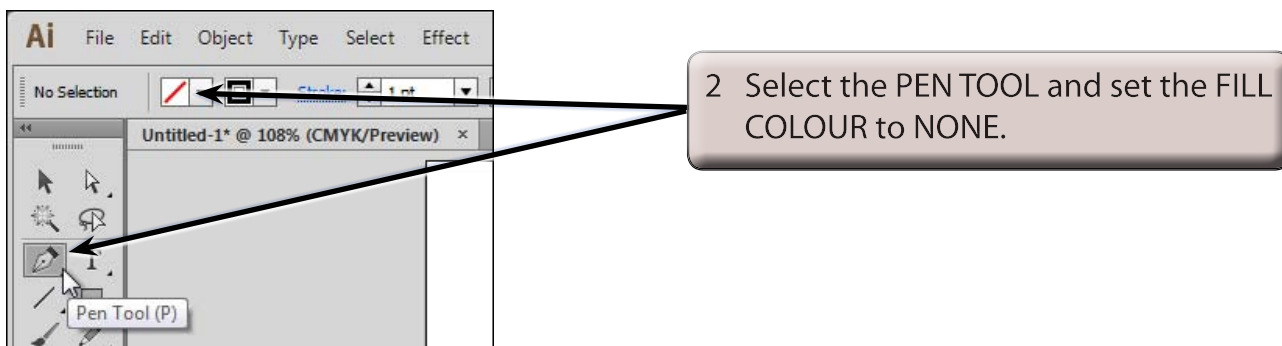 Ai File Edit Object Type Select Effect
No Selection Stroke: 1 pt
Untitled-1* @ 108% (CMYK/Preview) ×
T
Pen Tool (P)
2 Select the PEN TOOL and set the FILL
COLOUR to NONE.